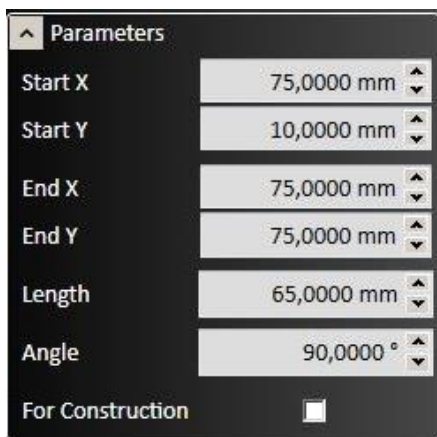 Parameters
Start X 75,0000 mm
Start Y 10,0000 mm
End X 75,0000 mm
End Y 75,0000 mm
Length 65,0000 mm
Angle 90,0000 °
For Construction